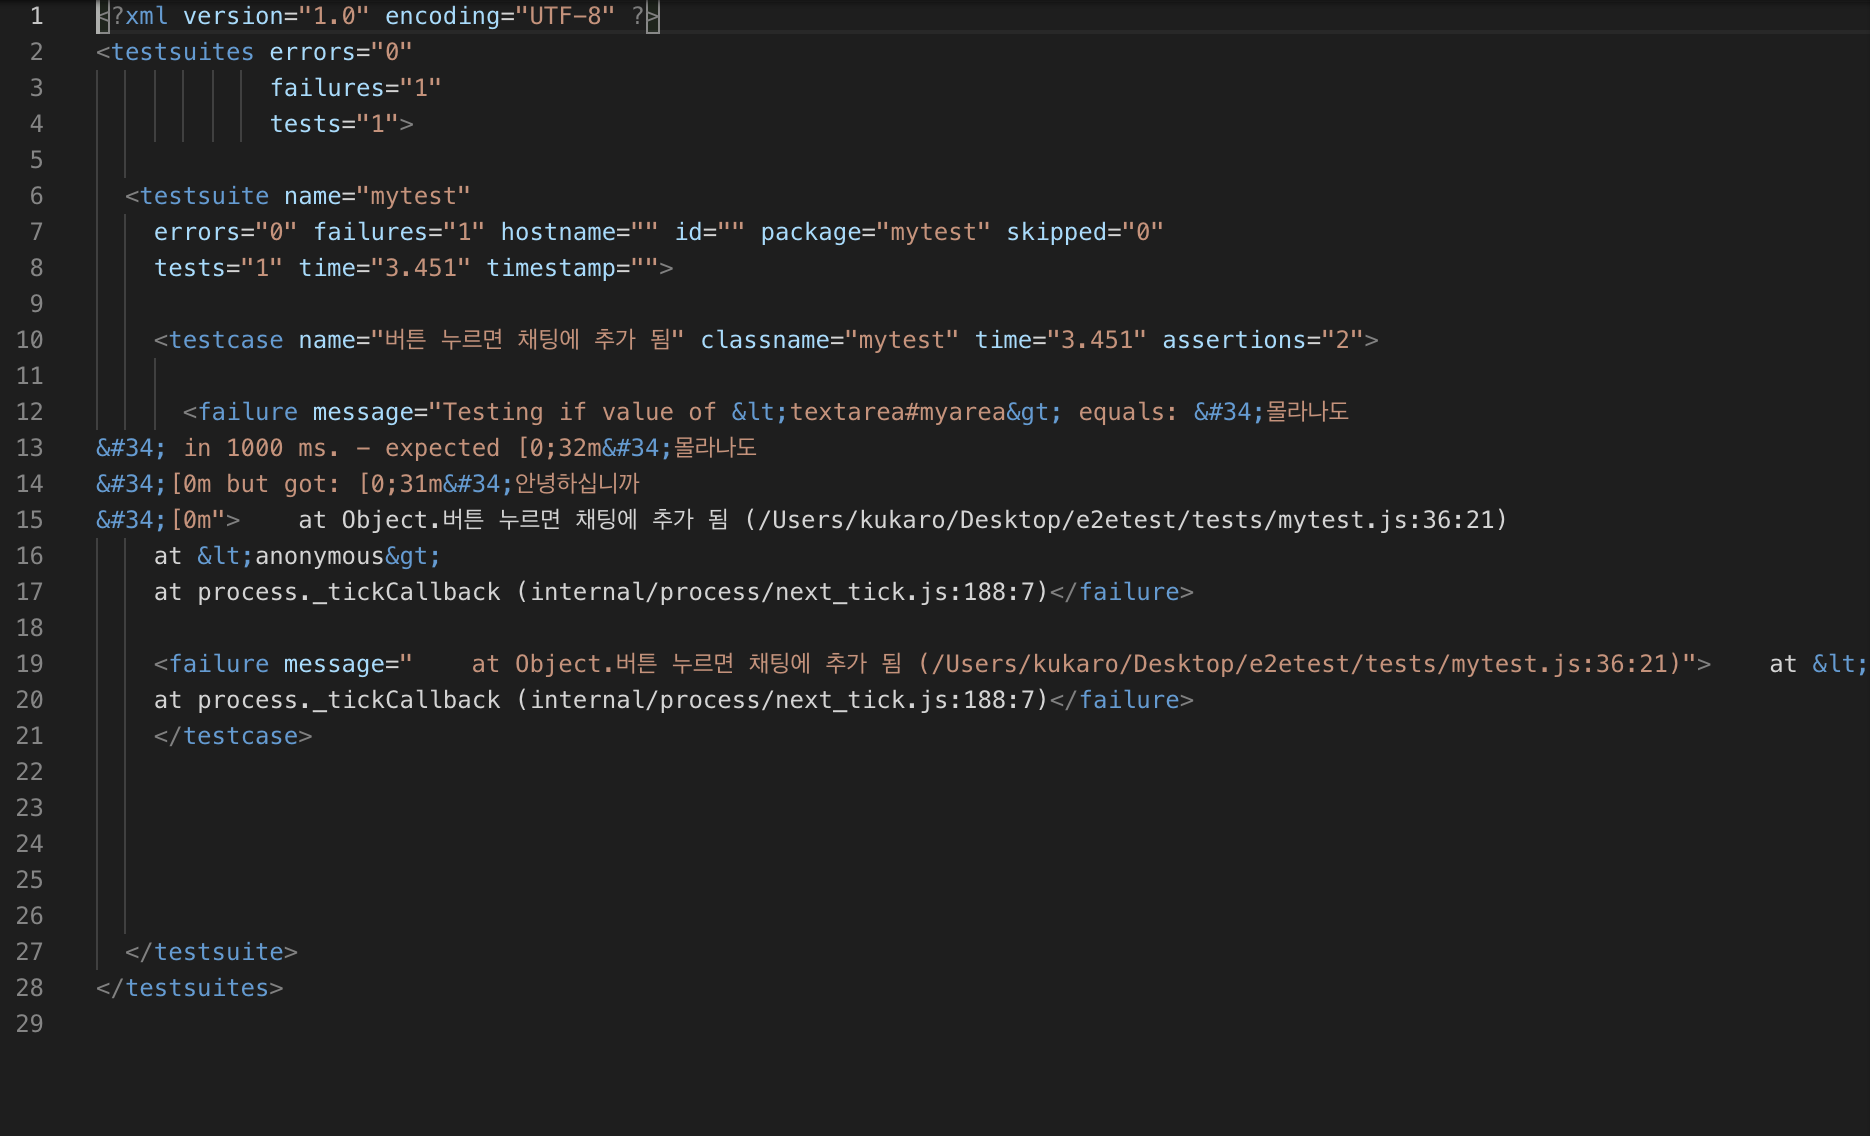 1 <?xml version="1.0" encoding="UTF-8" ?>
2 <testsuites errors="0"
3 failures="1"
4 tests="1">
5
6 <testsuite name="mytest"
7 errors="0" failures="1" hostname="" id="" package="mytest" skipped="0"
8 tests="1" time="3.451" timestamp="">
9
10 <testcase name="버튼 누르면 채팅에 추가 됨" classname="mytest" time="3.451" assertions="2">
11
12 <failure message="Testing if value of &lt;textarea#myarea&gt; equals: &#34;몰라나도
13 &#34; in 1000 ms. – expected [0;32m&#34;몰라나도
14 &#34;[0m but got: [0;31m&#34;안녕하십니까
15 &#34;[0m">    at Object.버튼 누르면 채팅에 추가 됨 (/Users/kukaro/Desktop/e2etest/tests/mytest.js:36:21)
16 at &lt;anonymous&gt;
17 at process._tickCallback (internal/process/next_tick.js:188:7)</failure>
18
19 <failure message="    at Object.버튼 누르면 채팅에 추가 됨 (/Users/kukaro/Desktop/e2etest/tests/mytest.js:36:21)">    at &lt;
20 at process._tickCallback (internal/process/next_tick.js:188:7)</failure>
21 </testcase>
22
23
24
25
26
27 </testsuite>
28 </testsuites>
29